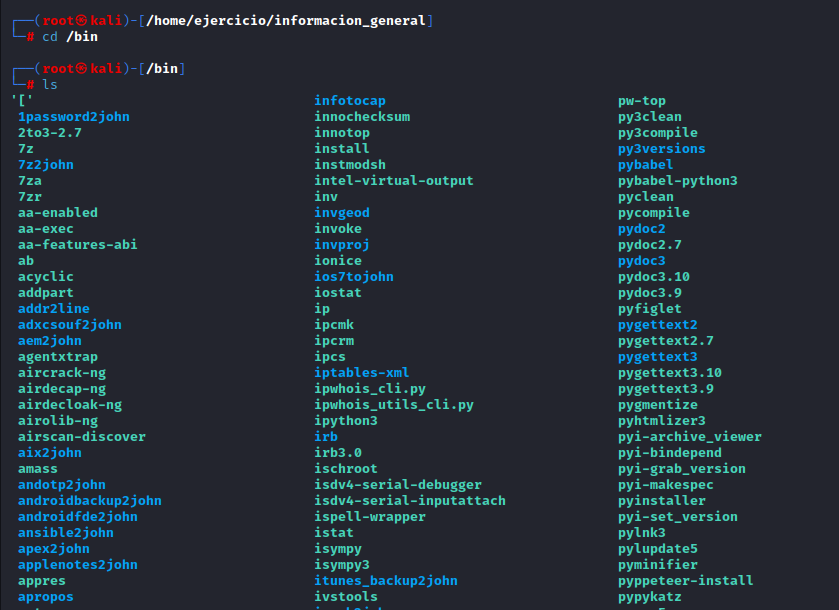 ┌──(root㉿kali)-[/home/ejercicio/informacion_general]
└─# cd /bin
┌──(root㉿kali)-[/bin]
└─# ls
'[' infotocap pw-top
1password2john innochecksum py3clean
2to3-2.7 innotop py3compile
7z install py3versions
7z2john instmodsh pybabel
7za intel-virtual-output pybabel-python3
7zr inv pyclean
aa-enabled invgeod pycompile
aa-exec invoke pydoc2
aa-features-abi invproj pydoc2.7
ab ionice pydoc3
acyclic ios7tojohn pydoc3.10
addpart iostat pydoc3.9
addr2line ip pyfiglet
adxcsouf2john ipcmk pygettext2
aem2john ipcrm pygettext2.7
agentxtrap ipcs pygettext3
aircrack-ng iptables-xml pygettext3.10
airdecap-ng ipwhois_cli.py pygettext3.9
airdecloak-ng ipwhois_utils_cli.py pygmentize
airolib-ng ipython3 pyhtmlizer3
airscan-discover irb pyi-archive_viewer
aix2john irb3.0 pyi-bindepend
amass ischroot pyi-grab_version
andotp2john isdv4-serial-debugger pyi-makespec
androidbackup2john isdv4-serial-inputattach pyinstaller
androidfde2john ispell-wrapper pyi-set_version
ansible2john istat pylnk3
apex2john isympy pylupdate5
applenotes2john isympy3 pyminifier
appres itunes_backup2john pyppeteer-install
apropos ivstools pypykatz